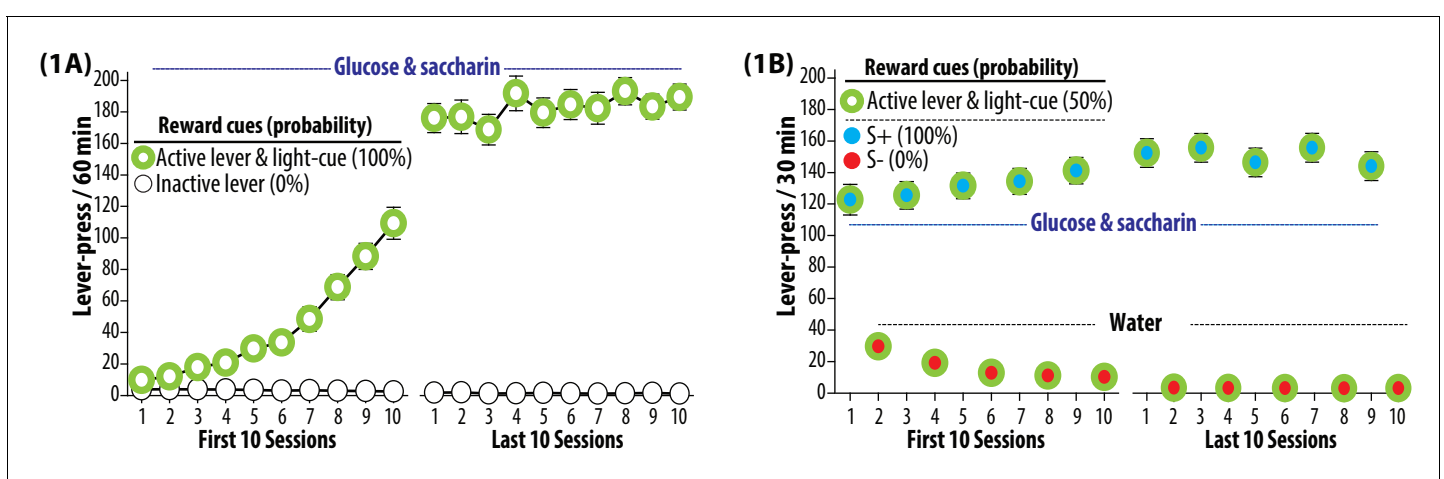 (1A)
Glucose & saccharin
Reward cues (probability)
Active lever & light-cue (100%)
Inactive lever (0%)
Lever-press / 60 min
200
180
160
140
120
100
80
60
40
20
0
1 2 3 4 5 6 7 8 9 10
1 2 3 4 5 6 7 8 9 10
First 10 Sessions
Last 10 Sessions
(1B)
Reward cues (probability)
Active lever & light-cue (50%)
S+ (100%)
S- (0%)
Glucose & saccharin
Water
Lever-press / 30 min
200
180
160
140
120
100
80
60
40
20
0
1 2 3 4 5 6 7 8 9 10
1 2 3 4 5 6 7 8 9 10
First 10 Sessions
Last 10 Sessions